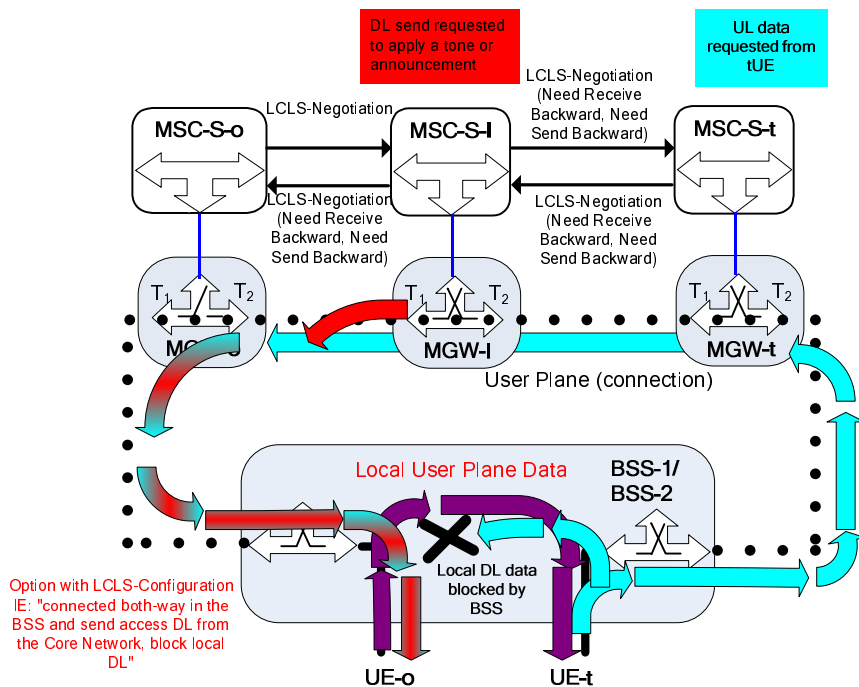 DL send requested
to apply a tone or
announcement
UL data
requested from
tUE
LCLS-Negotiation
LCLS-Negotiation
(Need Receive
Backward, Need
Send Backward)
MSC-S-o
MSC-S-I
MSC-S-t
LCLS-Negotiation
(Need Receive
Backward, Need
Send Backward)
LCLS-Negotiation
(Need Receive
Backward, Need
Send Backward)
T1
T2
T1
T2
T1
T2
MGW-I
MGW-t
User Plane (connection)
Local User Plane Data
BSS-1/
BSS-2
Local DL data
blocked by
BSS
Option with LCLS-Configuration
IE: "connected both-way in the
BSS and send access DL from
the Core Network, block local
DL"
UE-o
UE-t